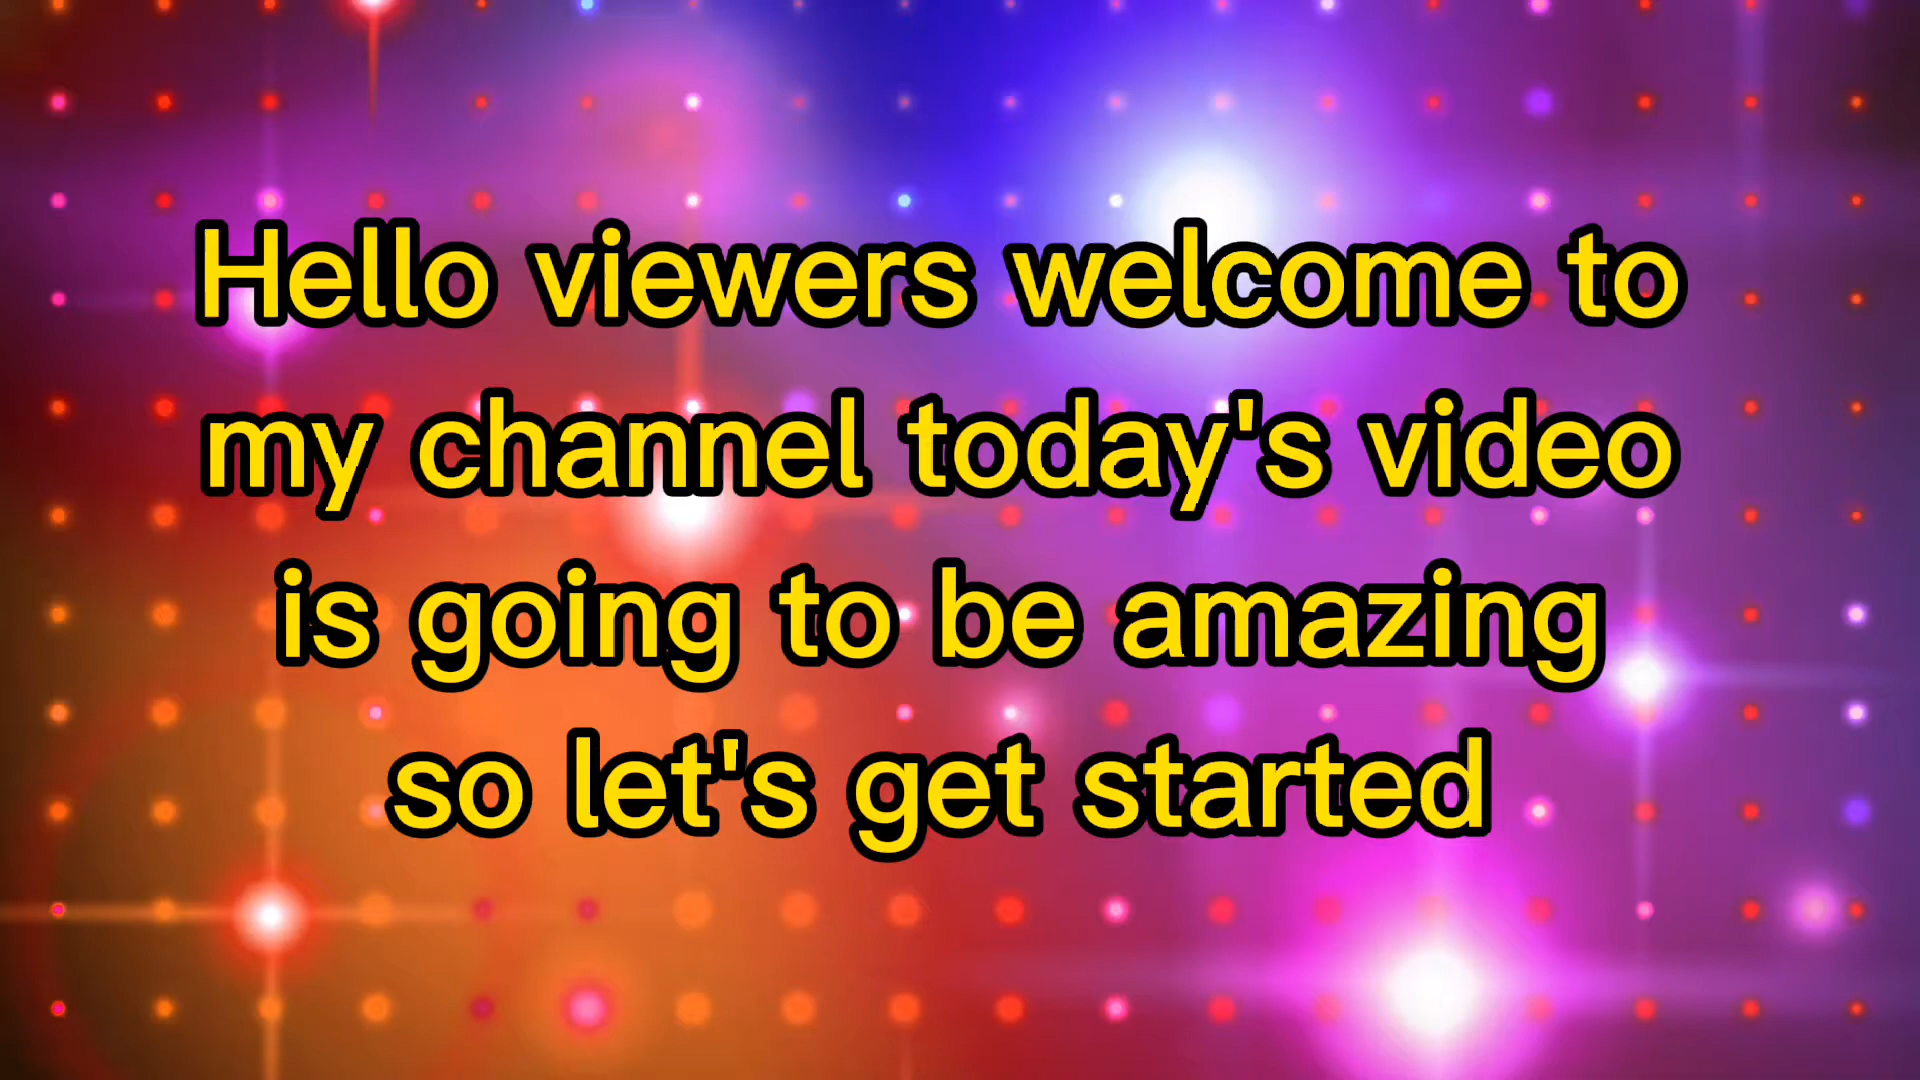 Hello viewers welcome to
my channel today's video
is going to be amazing
so let's get started